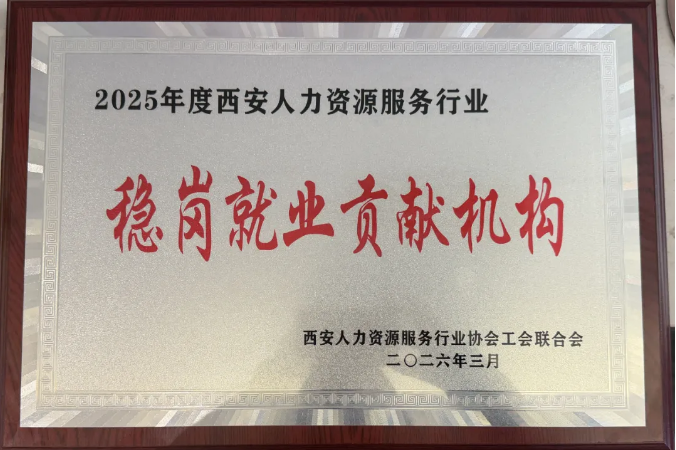 2025年度西安人力资源服务行业
稳岗就业贡献机构
西安人力资源服务行业协会工会联合会
二〇二六年三月